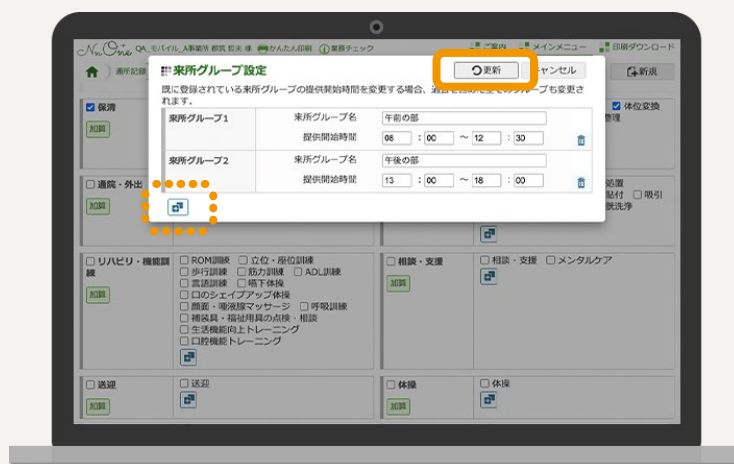 NuOne QA_モバイル_A事業所 都筑 哲夫 様 かんたん印刷 業務チェック ご案内 メインメニュー 印刷ダウンロード
通所記録
新規
来所グループ設定
更新
キャンセル
既に登録されている来所グループの提供開始時間を変更する場合、過去を含めた全てのグループも変更さ
れます。
来所グループ1 来所グループ名 午前の部
提供開始時間 08 : 00 ～ 12 : 30
来所グループ2 来所グループ名 午後の部
提供開始時間 13 : 00 ～ 18 : 00
保清
加算
体位変換
整理
通院・外出
加算
処置
貼付 吸引
洗浄
リハビリ・機能訓
練
加算
ROM訓練 立位・座位訓練
歩行訓練 筋力訓練 ADL訓練
言語訓練 嚥下体操
口のシェイプアップ体操
顔面・唾液腺マッサージ 呼吸訓練
補装具・福祉用具の点検・相談
生活機能向上トレーニング
口腔機能トレーニング
相談・支援
加算
相談・支援 メンタルケア
送迎
加算
送迎
体操
加算
体操